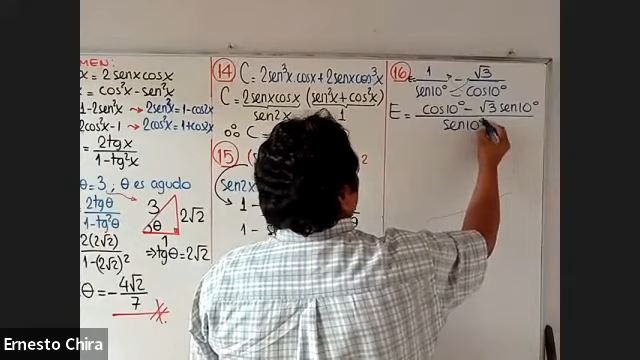 MEN:
x = 2senxcosx
x = cos²x - sen²x
1-2sen²x → 2sen²x = 1-cos2x
2cos²x-1 → 2cos²x = 1+cos2x
= 2tgx / 1-tg²x
θ = 3, θ es agudo
2tgθ / 1-tg²θ
3 2√2
θ
1
2(2√2) / 1-(2√2)² ⇒ tgθ = 2√2
θ = - 4√2 / 7
14 C = 2sen³x.cosx + 2senxcos³x
C = 2senxcosx (sen²x + cos²x)
sen2x 1
∴ C =
15 2
sen2x
1 -
1 -
16 1 / sen10° - √3 / cos10°
E = cos10° - √3 sen10° / sen10°
Ernesto Chira